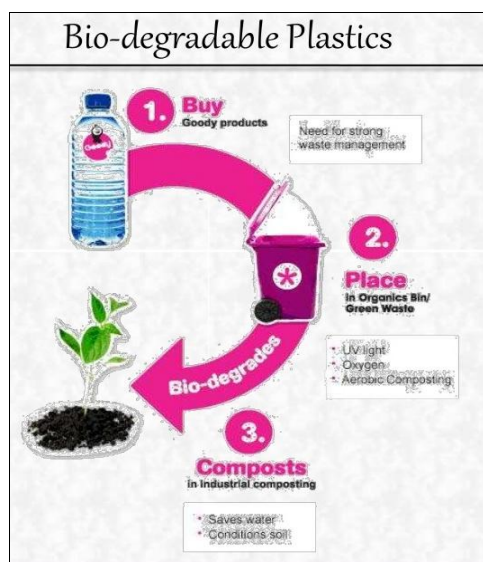 Bio-degradable Plastics
1. Buy
Goody products
Goody
Need for strong
waste management
2.
Place
in Organics Bin/
Green Waste
• UV light
• Oxygen
• Aerobic Composting
Bio-degrades
3.
Composts
in Industrial composting
• Saves water
• Conditions soil